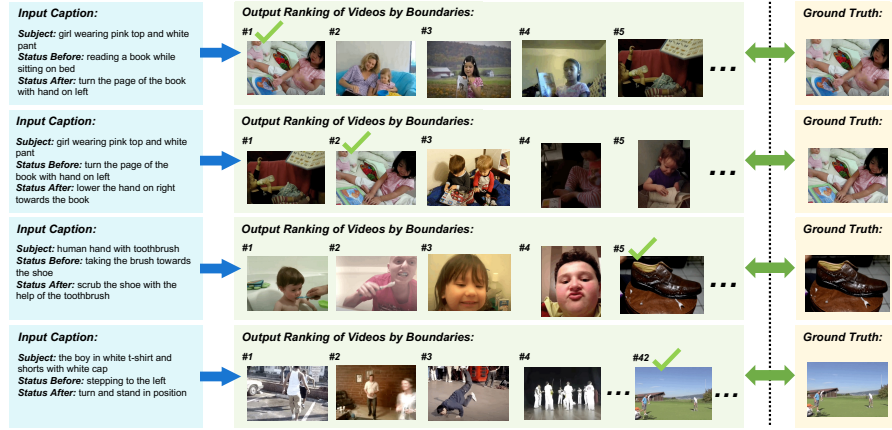 Input Caption:
Subject: girl wearing pink top and white
pant
Status Before: reading a book while
sitting on bed
Status After: turn the page of the book
with hand on left
Output Ranking of Videos by Boundaries:
#1
#2
#3
#4
#5
...
Ground Truth:
Input Caption:
Subject: girl wearing pink top and white
pant
Status Before: turn the page of the
book with hand on left
Status After: lower the hand on right
towards the book
Output Ranking of Videos by Boundaries:
#1
#2
#3
#4
#5
...
Ground Truth:
Input Caption:
Subject: human hand with toothbrush
Status Before: taking the brush towards
the shoe
Status After: scrub the shoe with the
help of the toothbrush
Output Ranking of Videos by Boundaries:
#1
#2
#3
#4
#5
...
Ground Truth:
Input Caption:
Subject: the boy in white t-shirt and
shorts with white cap
Status Before: stepping to the left
Status After: turn and stand in position
Output Ranking of Videos by Boundaries:
#1
#2
#3
#4
#42
...
...
Ground Truth: